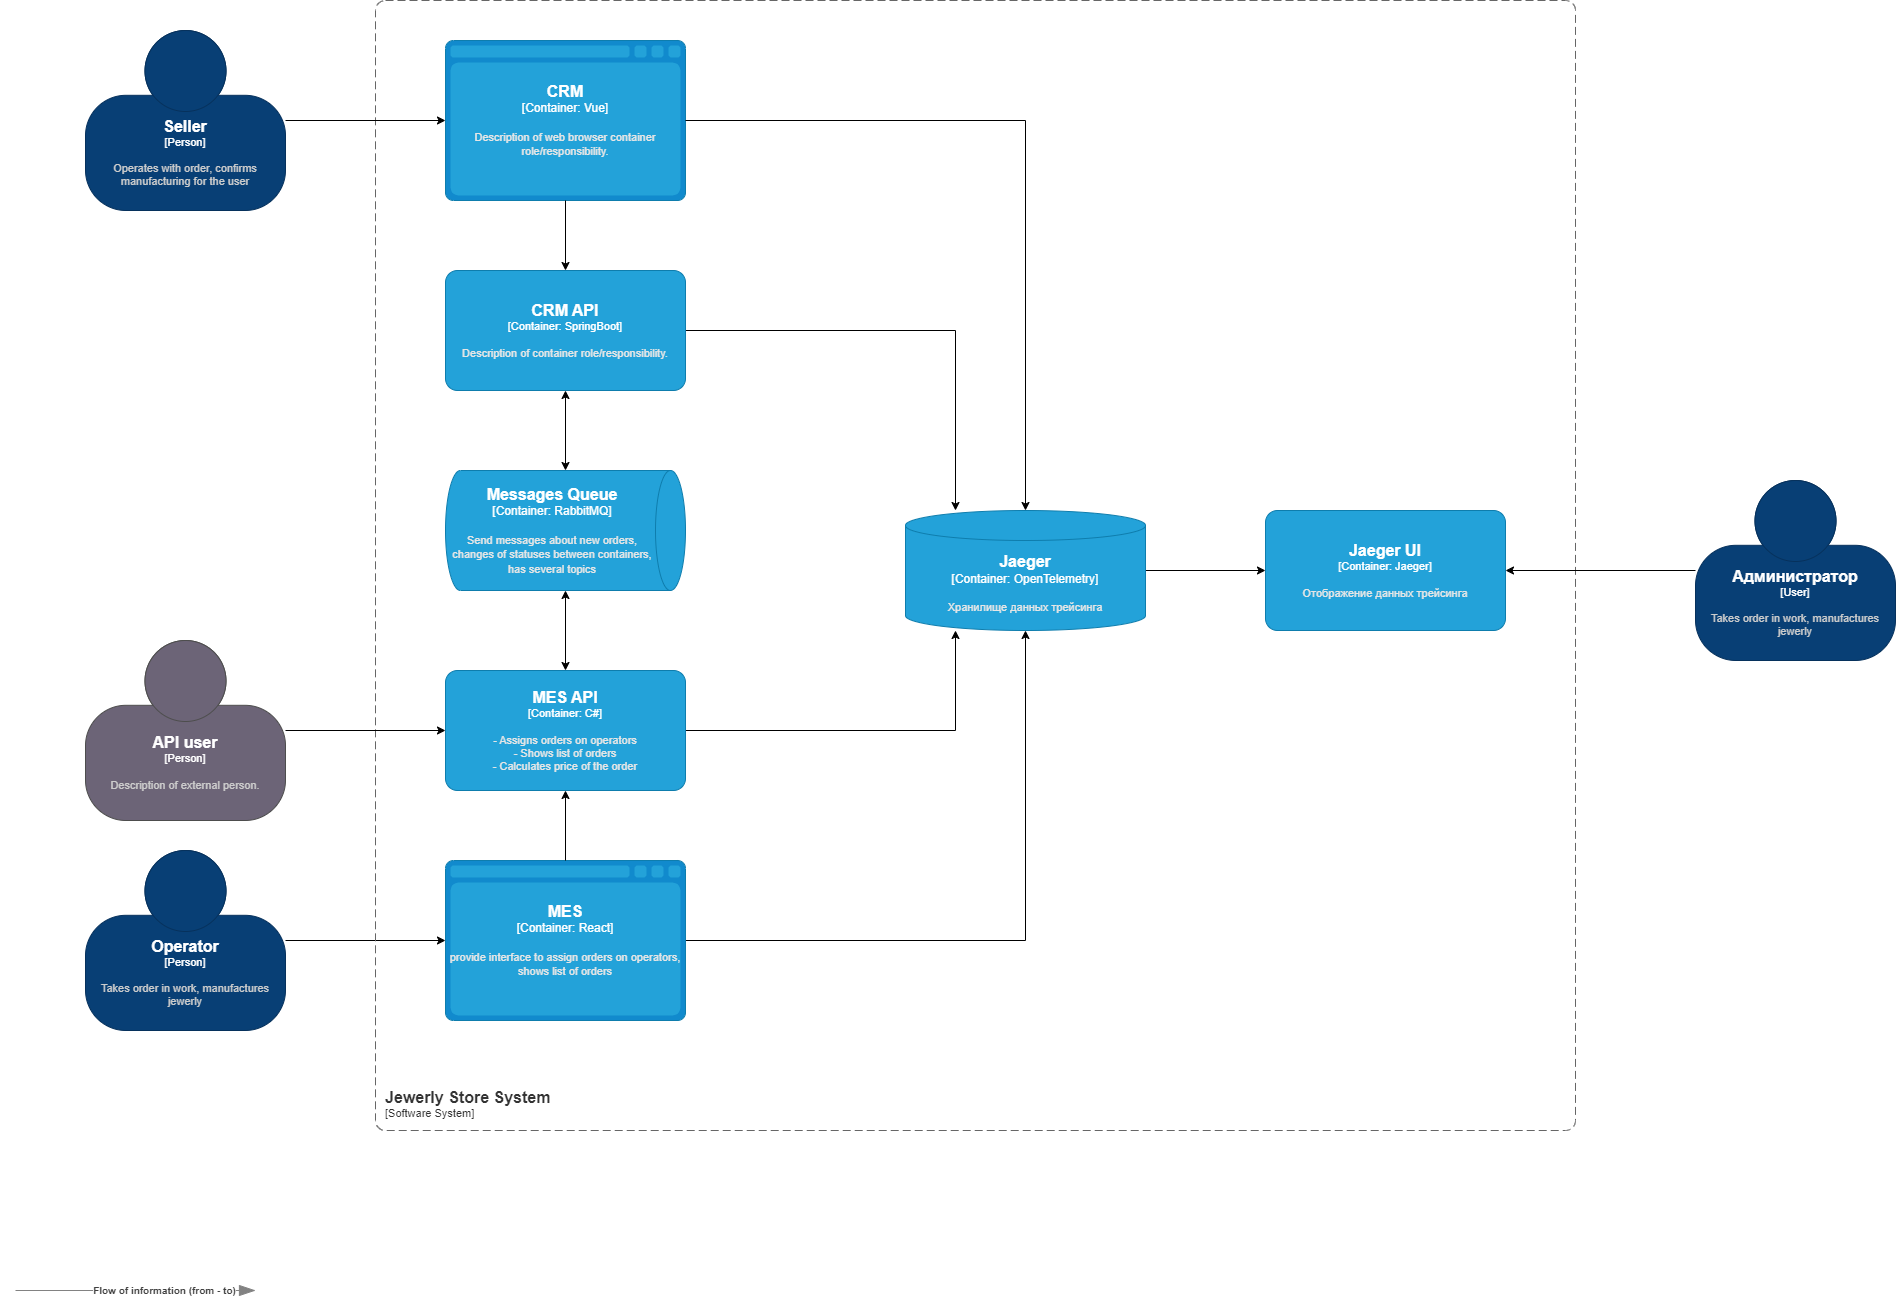 CRM
[Container: Vue]
Description of web browser container
role/responsibility.
Seller
[Person]
Operates with order, confirms
manufacturing for the user
CRM API
[Container: SpringBoot]
Description of container role/responsibility.
Messages Queue
[Container: RabbitMQ]
Send messages about new orders,
changes of statuses between containers,
has several topics
Jaeger
[Container: OpenTelemetry]
Хранилище данных трейсинга
Jaeger UI
[Container: Jaeger]
Отображение данных трейсинга
Администратор
[User]
Takes order in work, manufactures
jewerly
API user
[Person]
Description of external person.
MES API
[Container: C#]
- Assigns orders on operators
- Shows list of orders
- Calculates price of the order
Operator
[Person]
Takes order in work, manufactures
jewerly
MES
[Container: React]
provide interface to assign orders on operators,
shows list of orders
Jewerly Store System
[Software System]
Flow of information (from - to)